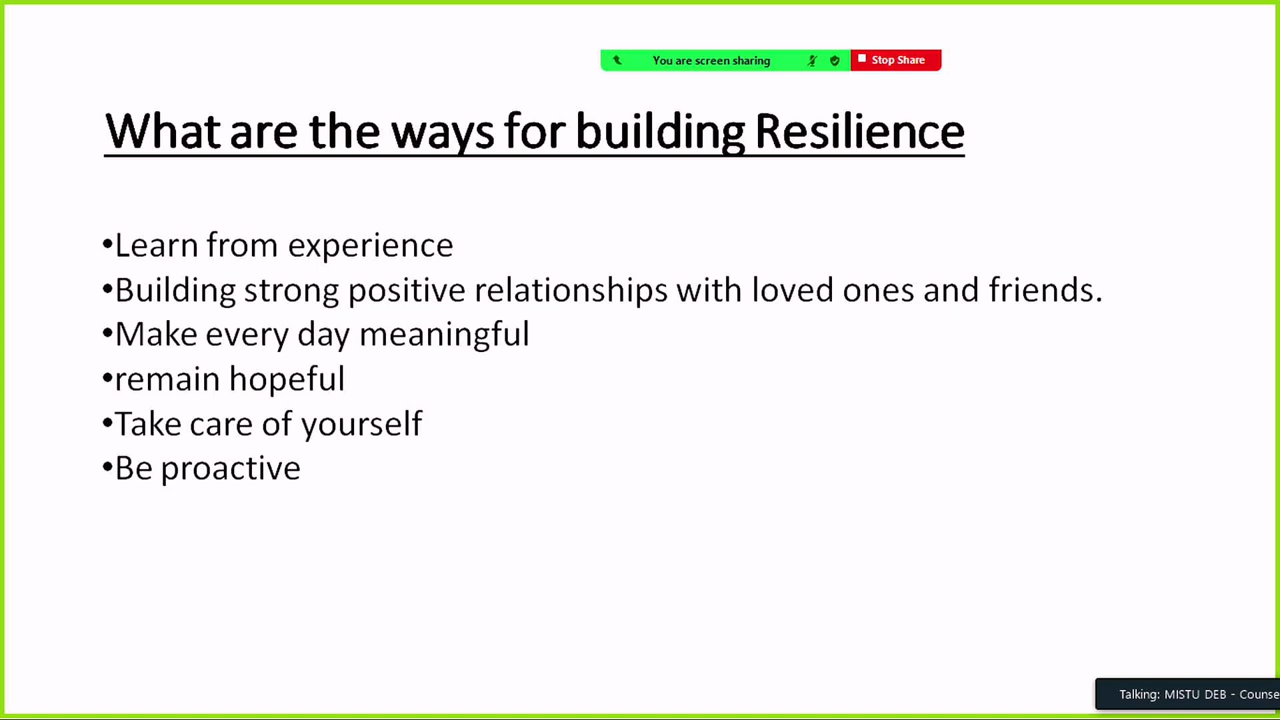 You are screen sharing
Stop Share
What are the ways for building Resilience
•Learn from experience
•Building strong positive relationships with loved ones and friends.
•Make every day meaningful
•remain hopeful
•Take care of yourself
•Be proactive
Talking: MISTU DEB - Counse